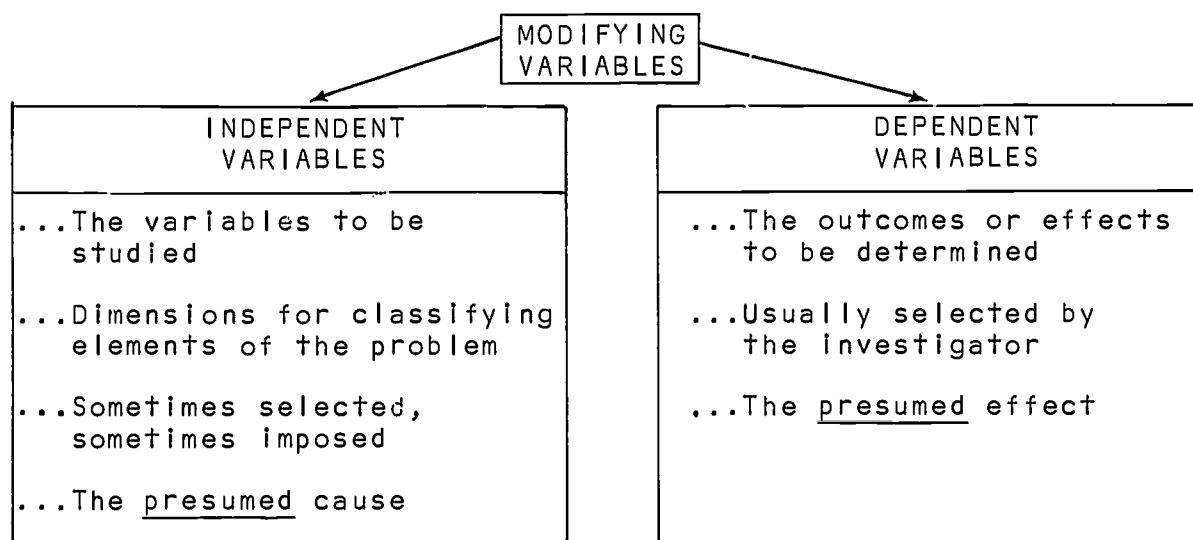 MODIFYING
VARIABLES
INDEPENDENT
VARIABLES
...The variables to be
studied
...Dimensions for classifying
elements of the problem
...Sometimes selected,
sometimes imposed
...The presumed cause
DEPENDENT
VARIABLES
...The outcomes or effects
to be determined
...Usually selected by
the investigator
...The presumed effect